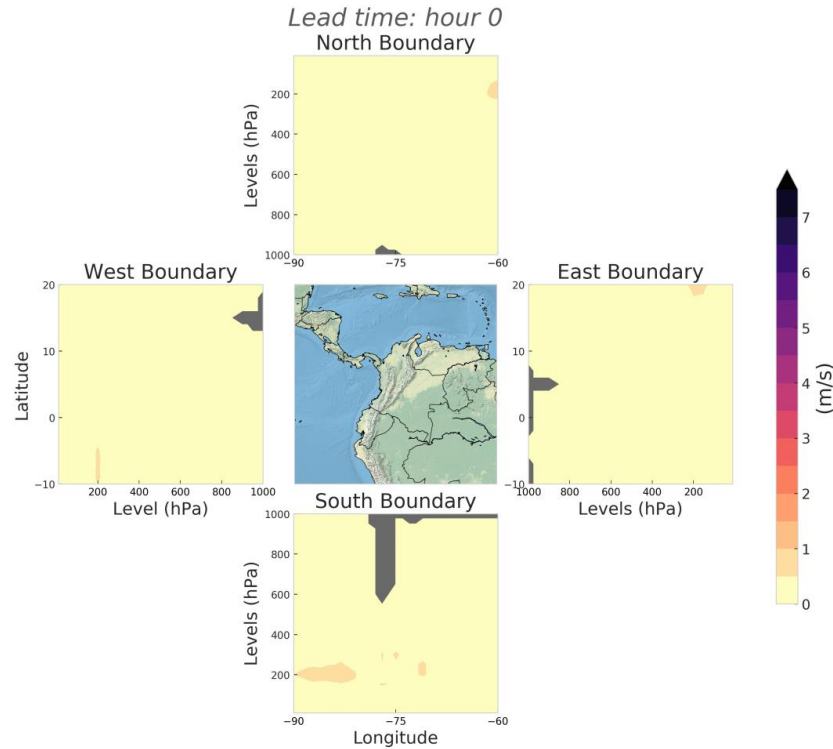 Lead time: hour 0
North Boundary
Levels (hPa)
200
400
600
800
1000
−90 −75 −60
West Boundary
Latitude
20
10
0
−10
200 400 600 800 1000
Level (hPa)
East Boundary
20
10
0
−10
1000 800 600 400 200
Levels (hPa)
South Boundary
Levels (hPa)
1000
800
600
400
200
−90 −75 −60
Longitude
7
6
5
4
3
2
1
0
(m/s)